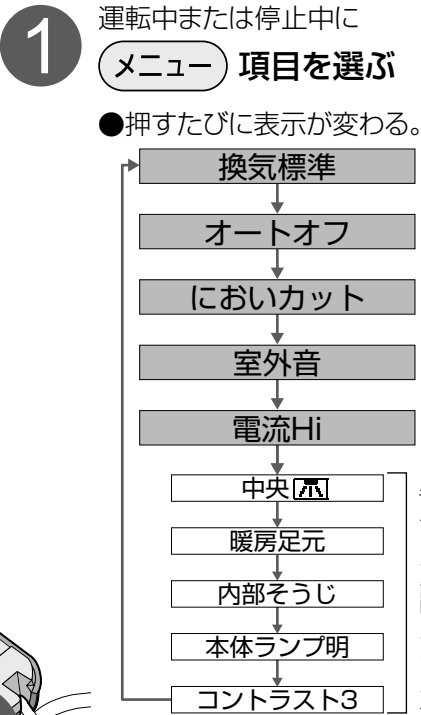 1
運転中または停止中に
メニュー 項目を選ぶ
●押すたびに表示が変わる。
換気標準
オートオフ
においカット
室外音
電流Hi
中央
暖房足元
内部そうじ
本体ランプ明
コントラスト3